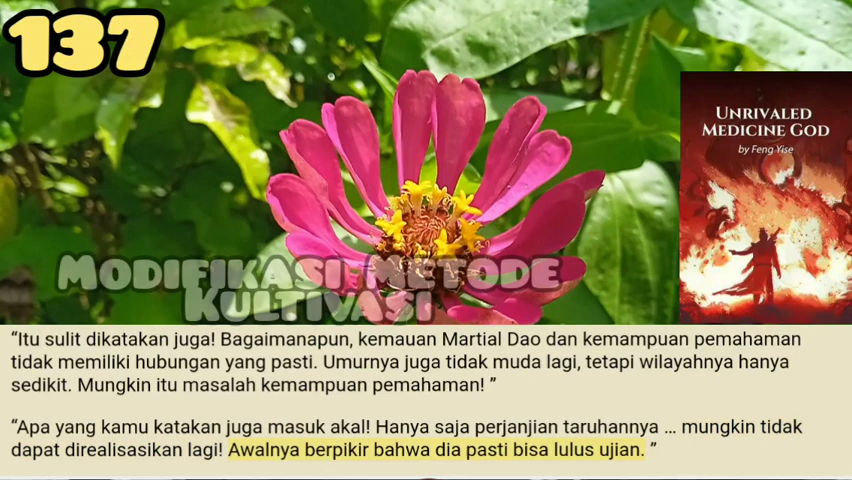 137
UNRIVALED
MEDICINE GOD
by Feng Yise
MODIFIKASI METODE
KULTIVASI
“Itu sulit dikatakan juga! Bagaimanapun, kemauan Martial Dao dan kemampuan pemahaman
tidak memiliki hubungan yang pasti. Umurnya juga tidak muda lagi, tetapi wilayahnya hanya
sedikit. Mungkin itu masalah kemampuan pemahaman! ”
“Apa yang kamu katakan juga masuk akal! Hanya saja perjanjian taruhannya … mungkin tidak
dapat direalisasikan lagi! Awalnya berpikir bahwa dia pasti bisa lulus ujian. ”